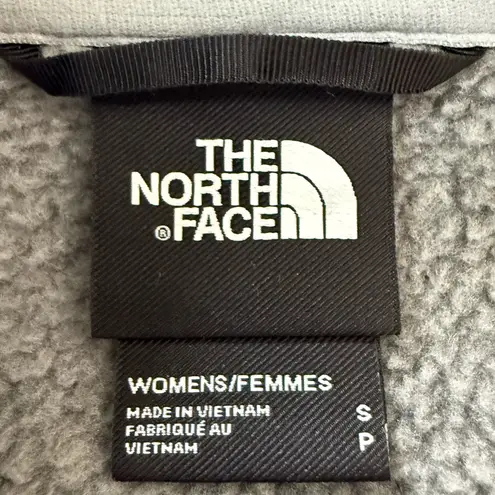 THE
NORTH
® FACE
WOMENS/FEMMES
MADE IN VIETNAM S
FABRIQUÉ AU
VIETNAM P